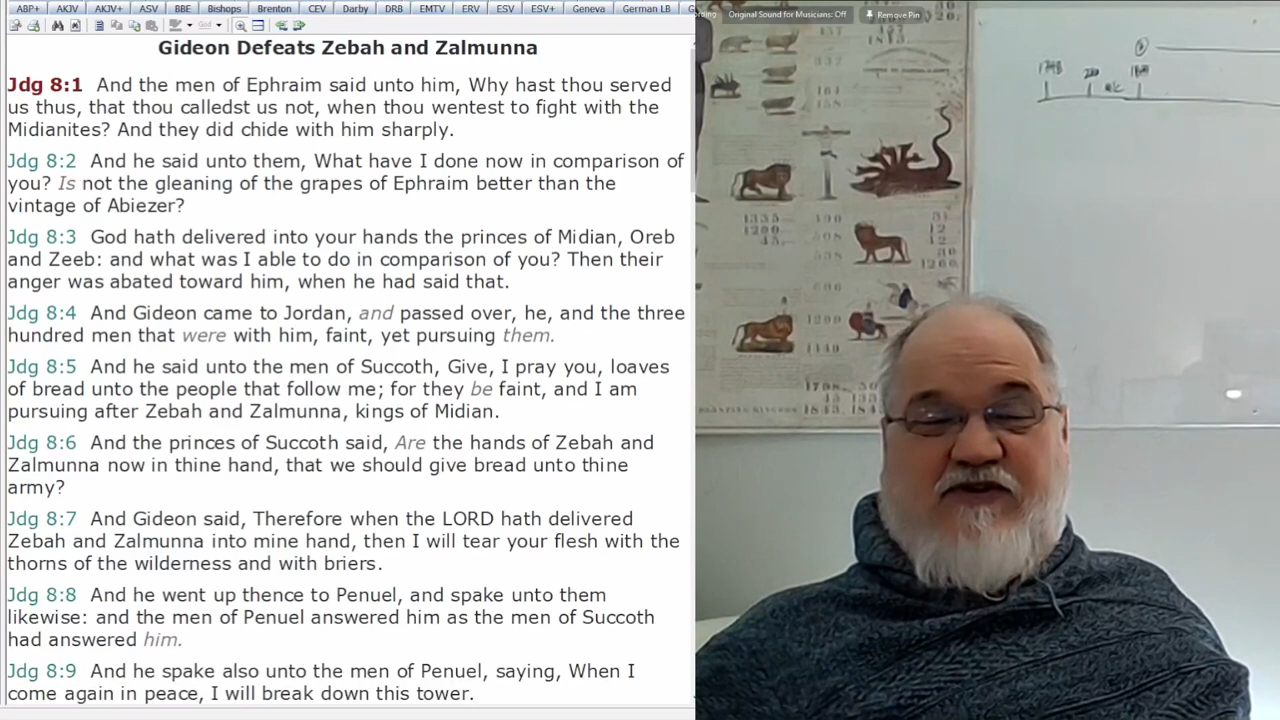 ABP+ AKJV AKJV+ ASV BBE Bishops Brenton CEV Darby DRB EMTV ERV ESV ESV+ Geneva German LB
Original Sound for Musicians: Off Remove Pin
Gideon Defeats Zebah and Zalmunna
Jdg 8:1 And the men of Ephraim said unto him, Why hast thou served
us thus, that thou calledst us not, when thou wentest to fight with the
Midianites? And they did chide with him sharply.
Jdg 8:2 And he said unto them, What have I done now in comparison of
you? Is not the gleaning of the grapes of Ephraim better than the
vintage of Abiezer?
Jdg 8:3 God hath delivered into your hands the princes of Midian, Oreb
and Zeeb: and what was I able to do in comparison of you? Then their
anger was abated toward him, when he had said that.
Jdg 8:4 And Gideon came to Jordan, and passed over, he, and the three
hundred men that were with him, faint, yet pursuing them.
Jdg 8:5 And he said unto the men of Succoth, Give, I pray you, loaves
of bread unto the people that follow me; for they be faint, and I am
pursuing after Zebah and Zalmunna, kings of Midian.
Jdg 8:6 And the princes of Succoth said, Are the hands of Zebah and
Zalmunna now in thine hand, that we should give bread unto thine
army?
Jdg 8:7 And Gideon said, Therefore when the LORD hath delivered
Zebah and Zalmunna into mine hand, then I will tear your flesh with the
thorns of the wilderness and with briers.
Jdg 8:8 And he went up thence to Penuel, and spake unto them
likewise: and the men of Penuel answered him as the men of Succoth
had answered him.
Jdg 8:9 And he spake also unto the men of Penuel, saying, When I
come again in peace, I will break down this tower.
457
158
1335 490 31
1290 508 12
45 538 12
1260
1290
1440